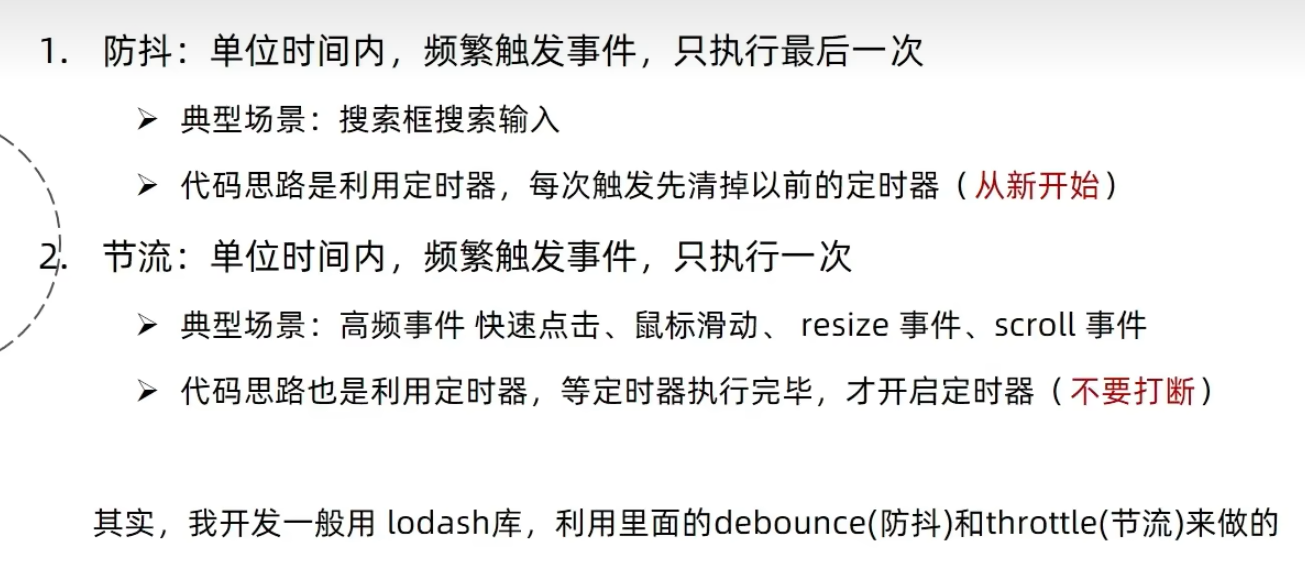 1. 防抖：单位时间内，频繁触发事件，只执行最后一次
➢ 典型场景：搜索框搜索输入
➢ 代码思路是利用定时器，每次触发先清掉以前的定时器（从新开始）
2. 节流：单位时间内，频繁触发事件，只执行一次
➢ 典型场景：高频事件 快速点击、鼠标滑动、 resize 事件、scroll 事件
➢ 代码思路也是利用定时器，等定时器执行完毕，才开启定时器（不要打断）
其实，我开发一般用 lodash库，利用里面的debounce(防抖)和throttle(节流)来做的